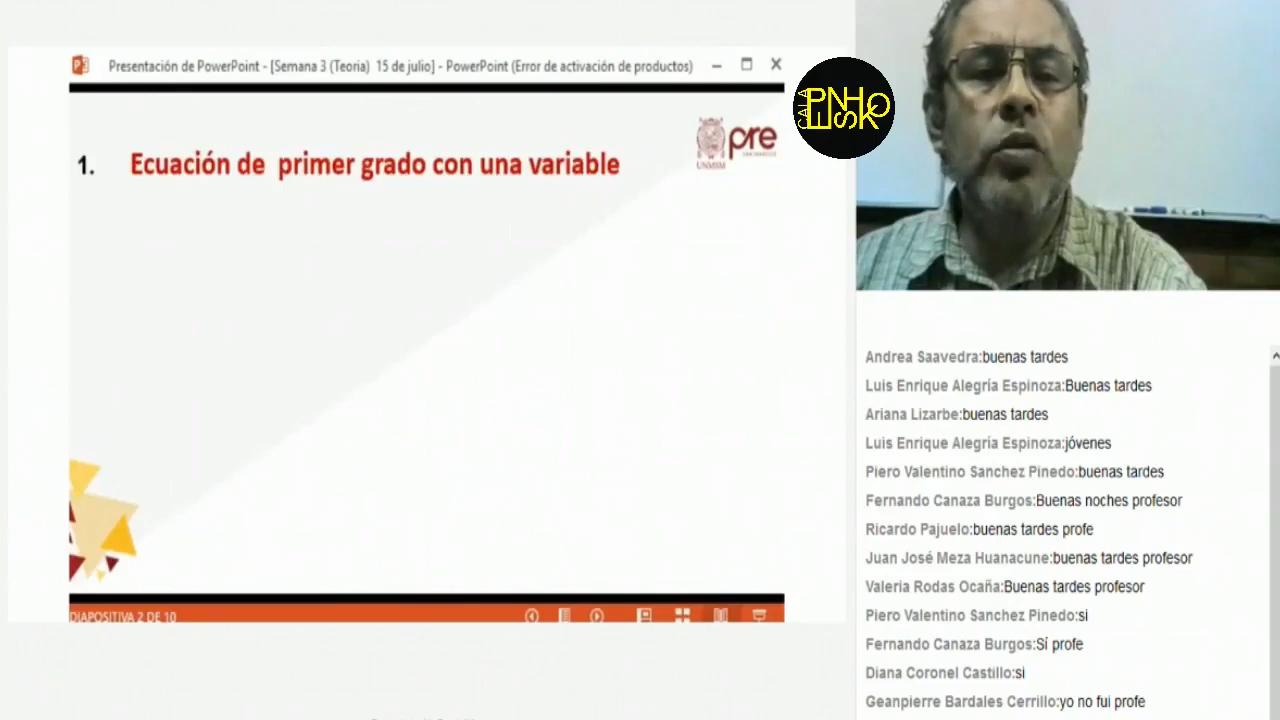 Presentación de PowerPoint - [Semana 3 (Teoria) 15 de julio] - PowerPoint (Error de activación de productos)
1. Ecuación de primer grado con una variable
UNMSM
pre
SAN MARCOS
DIAPOSITIVA 2 DE 10
Andrea Saavedra:buenas tardes
Luis Enrique Alegría Espinoza:Buenas tardes
Ariana Lizarbe:buenas tardes
Luis Enrique Alegría Espinoza:jóvenes
Piero Valentino Sanchez Pinedo:buenas tardes
Fernando Canaza Burgos:Buenas noches profesor
Ricardo Pajuelo:buenas tardes profe
Juan José Meza Huanacune:buenas tardes profesor
Valeria Rodas Ocaña:Buenas tardes profesor
Piero Valentino Sanchez Pinedo:si
Fernando Canaza Burgos:Sí profe
Diana Coronel Castillo:si
Geanpierre Bardales Cerrillo:yo no fui profe